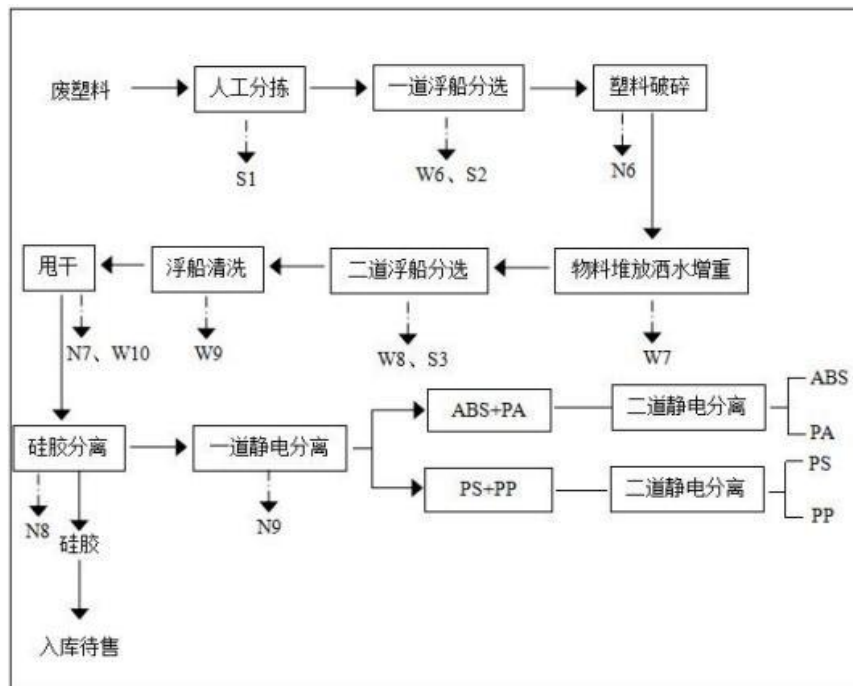 废塑料 人工分拣 一道浮船分选 塑料破碎
S1 W6、S2 N6
甩干 浮船清洗 二道浮船分选 物料堆放洒水增重
N7、W10 W9 W8、S3 W7
ABS
ABS+PA 二道静电分离
PA
硅胶分离 一道静电分离
PS
PS+PP 二道静电分离
PP
N8 硅胶 N9
入库待售